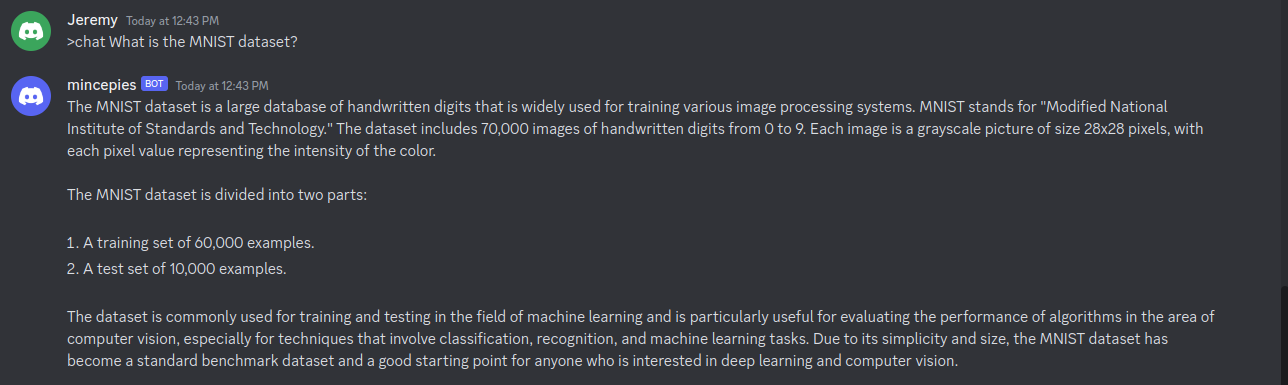 Jeremy Today at 12:43 PM
>chat What is the MNIST dataset?
mincepies BOT Today at 12:43 PM
The MNIST dataset is a large database of handwritten digits that is widely used for training various image processing systems. MNIST stands for "Modified National
Institute of Standards and Technology." The dataset includes 70,000 images of handwritten digits from 0 to 9. Each image is a grayscale picture of size 28x28 pixels, with
each pixel value representing the intensity of the color.
The MNIST dataset is divided into two parts:
1. A training set of 60,000 examples.
2. A test set of 10,000 examples.
The dataset is commonly used for training and testing in the field of machine learning and is particularly useful for evaluating the performance of algorithms in the area of
computer vision, especially for techniques that involve classification, recognition, and machine learning tasks. Due to its simplicity and size, the MNIST dataset has
become a standard benchmark dataset and a good starting point for anyone who is interested in deep learning and computer vision.